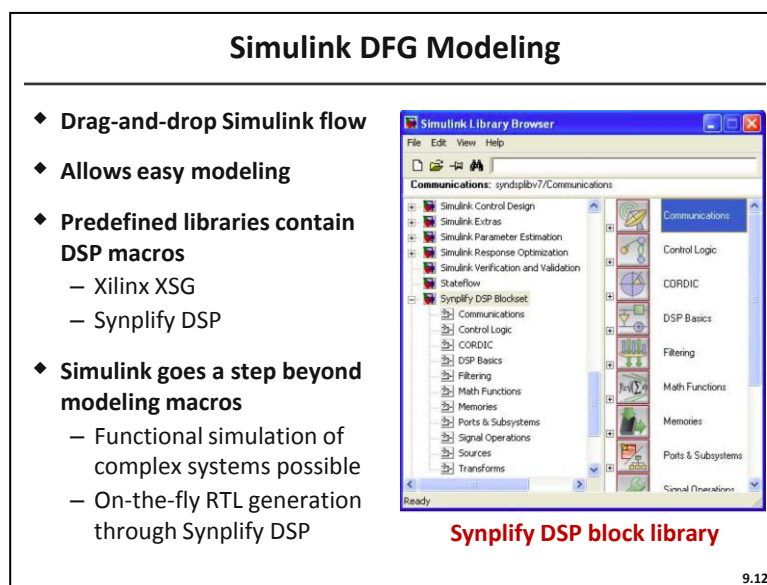 Simulink DFG Modeling
◆ Drag-and-drop Simulink flow
◆ Allows easy modeling
◆ Predefined libraries contain
DSP macros
– Xilinx XSG
– Synplify DSP
◆ Simulink goes a step beyond
modeling macros
– Functional simulation of
complex systems possible
– On-the-fly RTL generation
through Synplify DSP
Simulink Library Browser
File Edit View Help
Communications: syndsplibv7/Communications
Simulink Control Design
Simulink Extras
Simulink Parameter Estimation
Simulink Response Optimization
Simulink Verification and Validation
Stateflow
Synplify DSP Blockset
Communications
Control Logic
CORDIC
DSP Basics
Filtering
Math Functions
Memories
Ports & Subsystems
Signal Operations
Sources
Transforms
Communications
Control Logic
CORDIC
DSP Basics
Filtering
Math Functions
Memories
Ports & Subsystems
Signal Operations
Ready
Synplify DSP block library
9.12